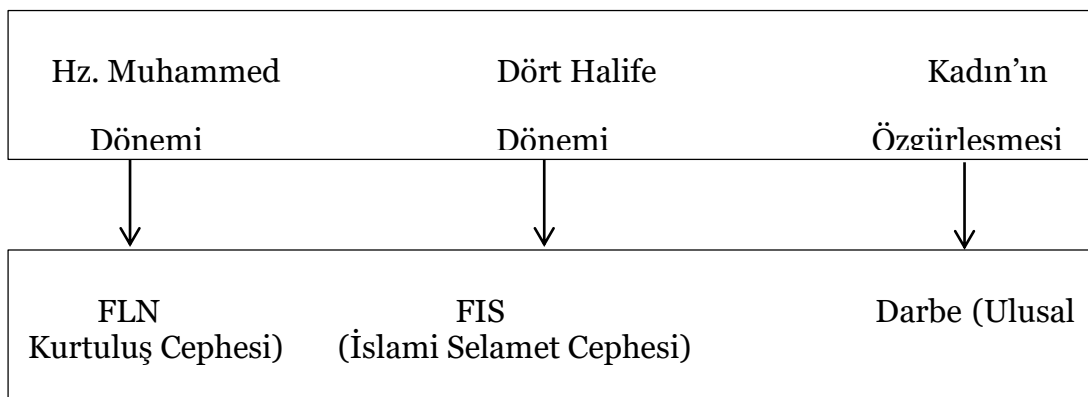 Hz. Muhammed Dört Halife Kadın’ın
Dönemi Dönemi Özgürleşmesi
FLN FIS Darbe (Ulusal
Kurtuluş Cephesi) (İslami Selamet Cephesi)